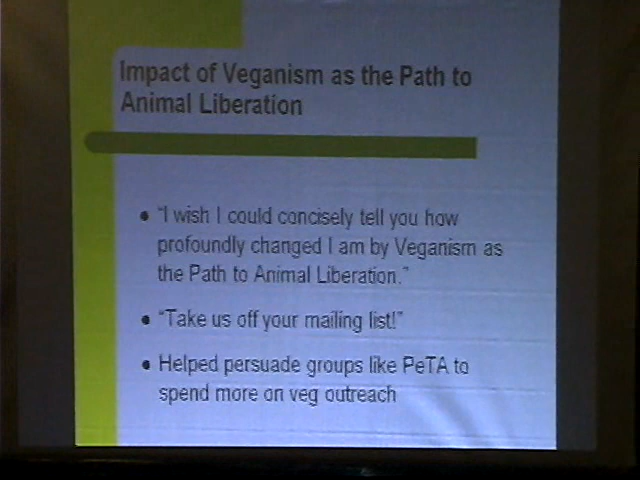 Impact of Veganism as the Path to
Animal Liberation
• "I wish I could concisely tell you how
profoundly changed I am by Veganism as
the Path to Animal Liberation."
• "Take us off your mailing list!"
• Helped persuade groups like PeTA to
spend more on veg outreach